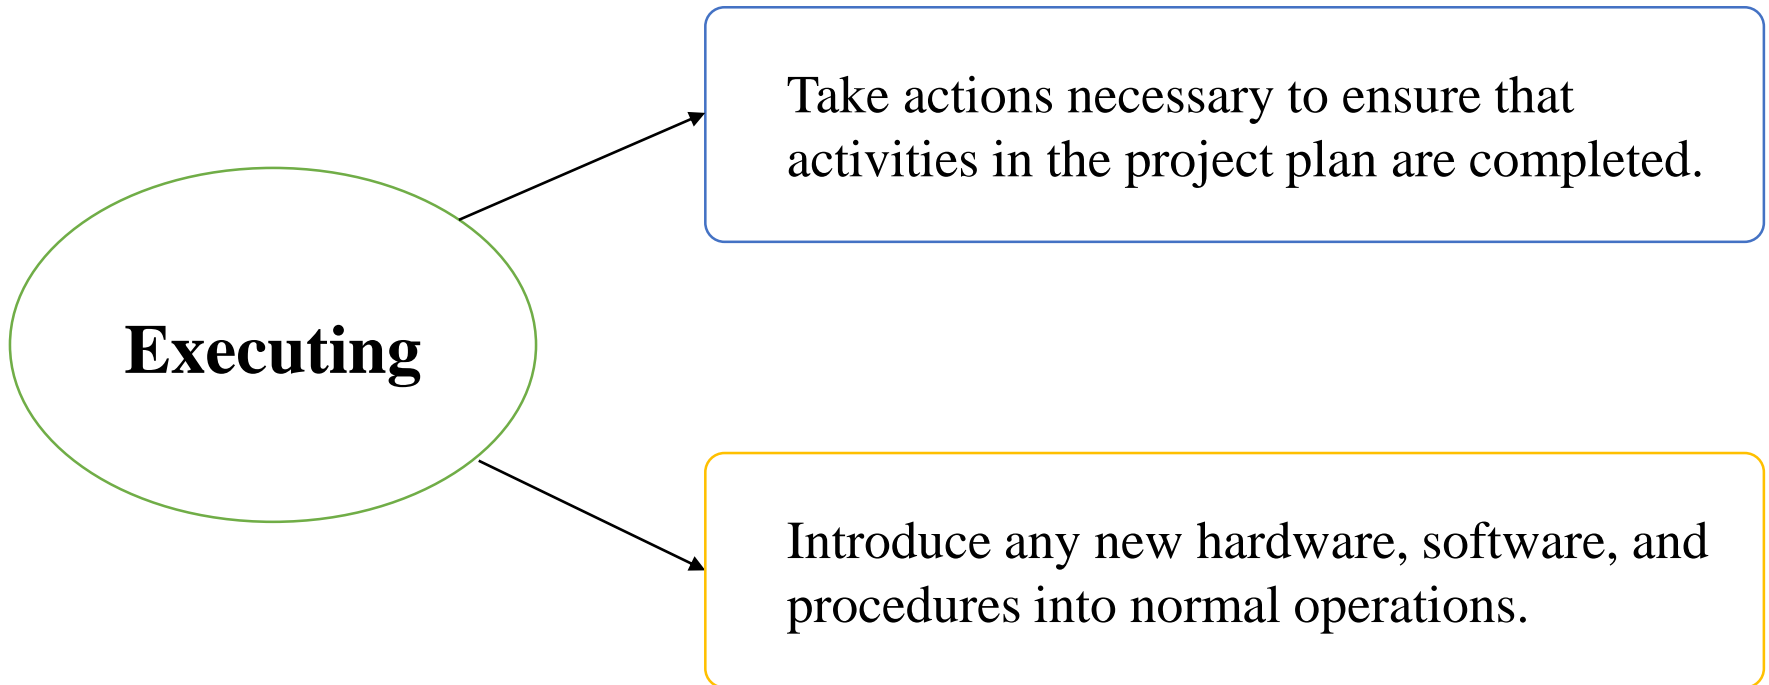 Take actions necessary to ensure that
activities in the project plan are completed.
Executing
Introduce any new hardware, software, and
procedures into normal operations.